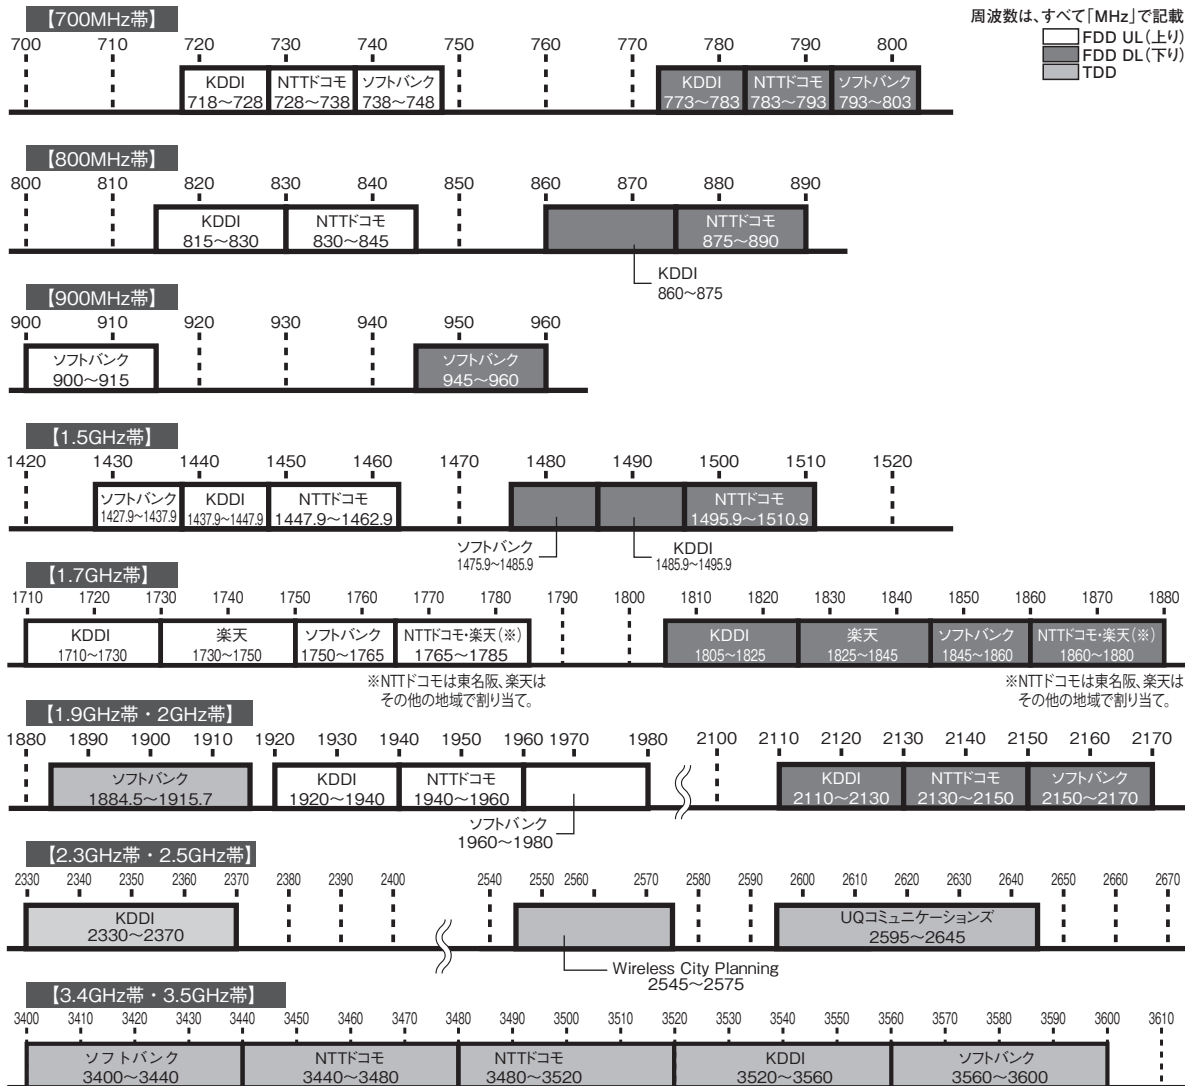 【700MHz帯】
周波数は、すべて「MHz」で記載
FDD UL(上り)
FDD DL(下り)
TDD
700 710 720 730 740 750 760 770 780 790 800
KDDI NTTドコモ ソフトバンク KDDI NTTドコモ ソフトバンク
718~728 728~738 738~748 773~783 783~793 793~803
【800MHz帯】
800 810 820 830 840 850 860 870 880 890
KDDI NTTドコモ NTTドコモ
815~830 830~845 875~890
KDDI
860~875
【900MHz帯】
900 910 920 930 940 950 960
ソフトバンク ソフトバンク
900~915 945~960
【1.5GHz帯】
1420 1430 1440 1450 1460 1470 1480 1490 1500 1510 1520
ソフトバンク KDDI NTTドコモ NTTドコモ
1427.9~1437.9 1437.9~1447.9 1447.9~1462.9 1495.9~1510.9
ソフトバンク KDDI
1475.9~1485.9 1485.9~1495.9
【1.7GHz帯】
1710 1720 1730 1740 1750 1760 1770 1780 1790 1800 1810 1820 1830 1840 1850 1860 1870 1880
KDDI 楽天 ソフトバンク NTTドコモ・楽天(※) KDDI 楽天 ソフトバンク NTTドコモ・楽天(※)
1710~1730 1730~1750 1750~1765 1765~1785 1805~1825 1825~1845 1845~1860 1860~1880
※NTTドコモは東名阪、楽天は ※NTTドコモは東名阪、楽天は
その他の地域で割り当て。 その他の地域で割り当て。
【1.9GHz帯・2GHz帯】
1880 1890 1900 1910 1920 1930 1940 1950 1960 1970 1980 2100 2110 2120 2130 2140 2150 2160 2170
ソフトバンク KDDI NTTドコモ KDDI NTTドコモ ソフトバンク
1884.5~1915.7 1920~1940 1940~1960 2110~2130 2130~2150 2150~2170
ソフトバンク
1960~1980
【2.3GHz帯・2.5GHz帯】
2330 2340 2350 2360 2370 2380 2390 2400 2540 2550 2560 2570 2580 2590 2600 2610 2620 2630 2640 2650 2660 2670
KDDI UQコミュニケーションズ
2330~2370 2595~2645
Wireless City Planning
2545~2575
【3.4GHz帯・3.5GHz帯】
3400 3410 3420 3430 3440 3450 3460 3470 3480 3490 3500 3510 3520 3530 3540 3550 3560 3570 3580 3590 3600 3610
ソフトバンク NTTドコモ NTTドコモ KDDI ソフトバンク
3400~3440 3440~3480 3480~3520 3520~3560 3560~3600